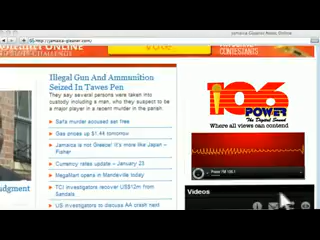 Jamaica Gleaner News Online
http://jamaica-gleaner.com/
VOTE
CONTESTANTS
Illegal Gun And Ammunition
Seized In Tawes Pen
They say several persons were taken into
custody including a man, who they suspect to be
a major player in a recent murder in the parish.
Safa murder accused ear free
Gas prices up $1.44 tomorrow
Jamaica is not Greece! It's more like Japan -
Fisher
Currency rates update - January 23
MegaMart opens in Mandeville today
TCI investigators recover US$12m from
Sandals
US investigators to discuss AA crash next
udgment
106
POWER
The Digital Sound
Where all views can contend
Power FM 106.1
Videos